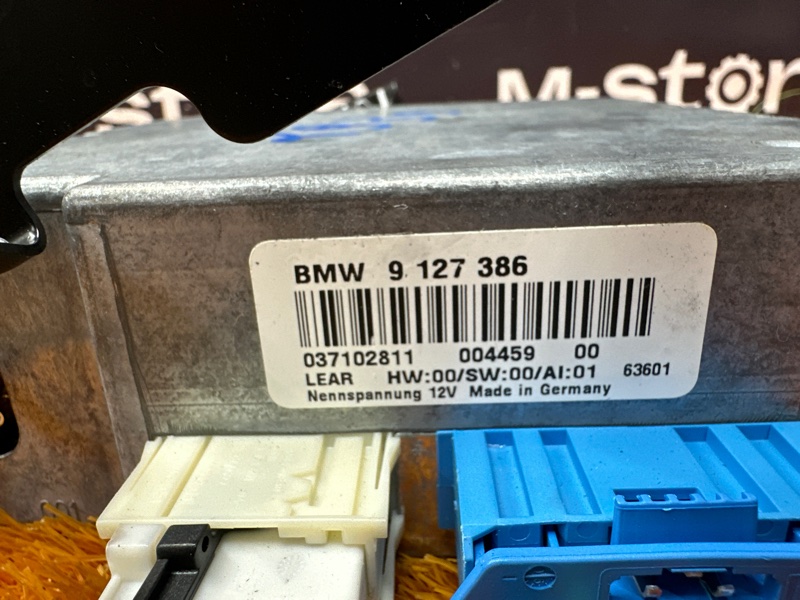 M-stor
BMW 9 127 386
037102811 004459 00
LEAR HW:00/SW:00/AI:01 63601
Nennspannung 12V Made in Germany